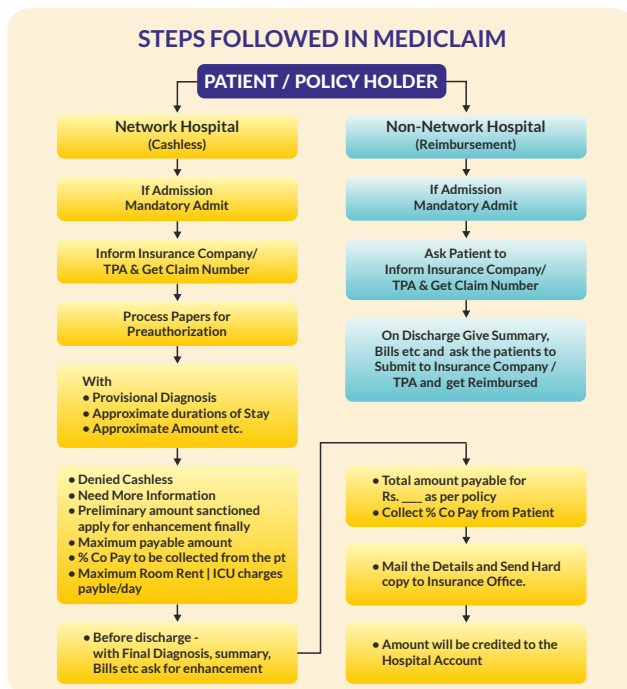 STEPS FOLLOWED IN MEDICLAIM
PATIENT / POLICY HOLDER
Network Hospital
(Cashless)
If Admission
Mandatory Admit
Inform Insurance Company/
TPA & Get Claim Number
Process Papers for
Preauthorization
With
● Provisional Diagnosis
● Approximate durations of Stay
● Approximate Amount etc.
● Denied Cashless
● Need More Information
● Preliminary amount sanctioned
apply for enhancement finally
● Maximum payable amount
● % Co Pay to be collected from the pt
● Maximum Room Rent | ICU charges
payble/day
● Before discharge -
with Final Diagnosis, summary,
Bills etc ask for enhancement
Non-Network Hospital
(Reimbursement)
If Admission
Mandatory Admit
Ask Patient to
Inform Insurance Company/
TPA & Get Claim Number
On Discharge Give Summary,
Bills etc and ask the patients to
Submit to Insurance Company /
TPA and get Reimbursed
● Total amount payable for
Rs. ___ as per policy
● Collect % Co Pay from Patient
● Mail the Details and Send Hard
copy to Insurance Office.
● Amount will be credited to the
Hospital Account